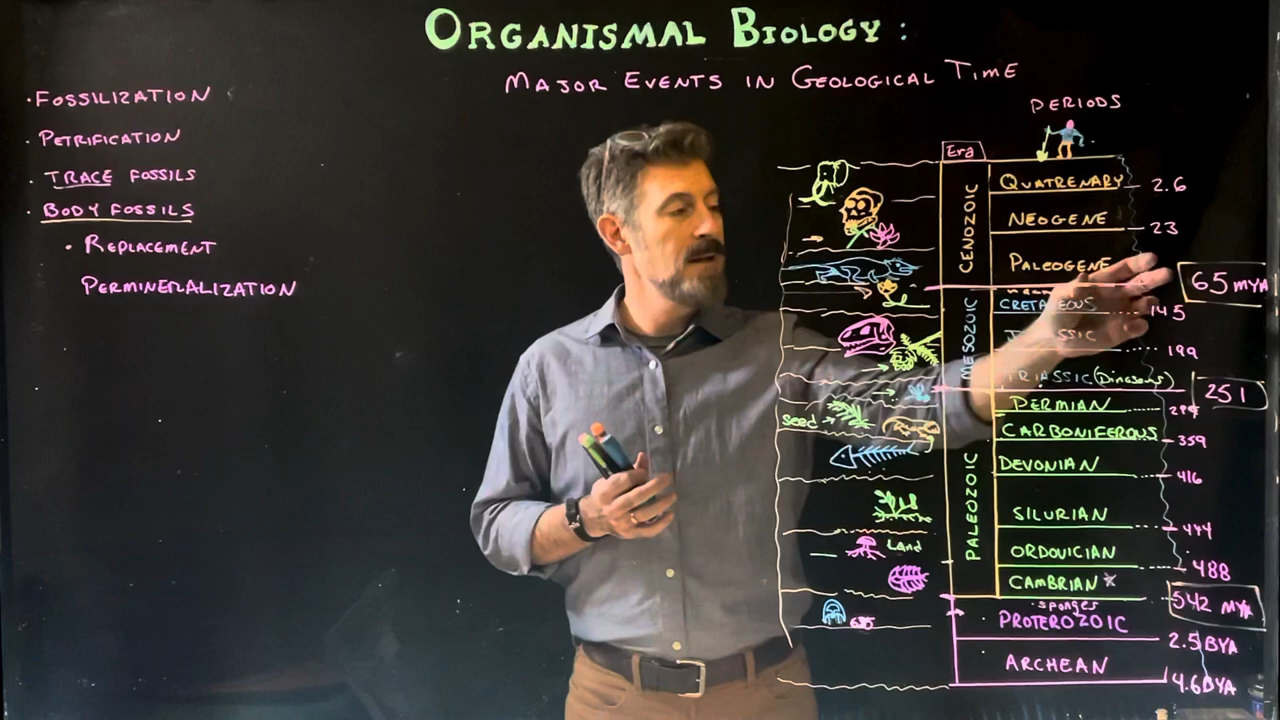 ORGANISMAL BIOLOGY:
MAJOR EVENTS IN GEOLOGICAL TIME
• FOSSILIZATION
• PETRIFICATION
• TRACE FOSSILS
• BODY FOSSILS
• REPLACEMENT
PERMINERALIZATION
PERIODS
Era
CENOZOIC
QUATRENARY 2.6
NEOGENE 23
PALEOGENE
65 MYA
MESOZOIC
CRETACEOUS 145
JURASSIC 199
TRIASSIC (Dinosaurs)
251
PALEOZOIC
PERMIAN
seed
CARBONIFEROUS 359
DEVONIAN 416
SILURIAN 444
Land
ORDOVICIAN 488
CAMBRIAN *
542 MYA
sponges
635
PROTEROZOIC
2.5 BYA
ARCHEAN
4.6 BYA